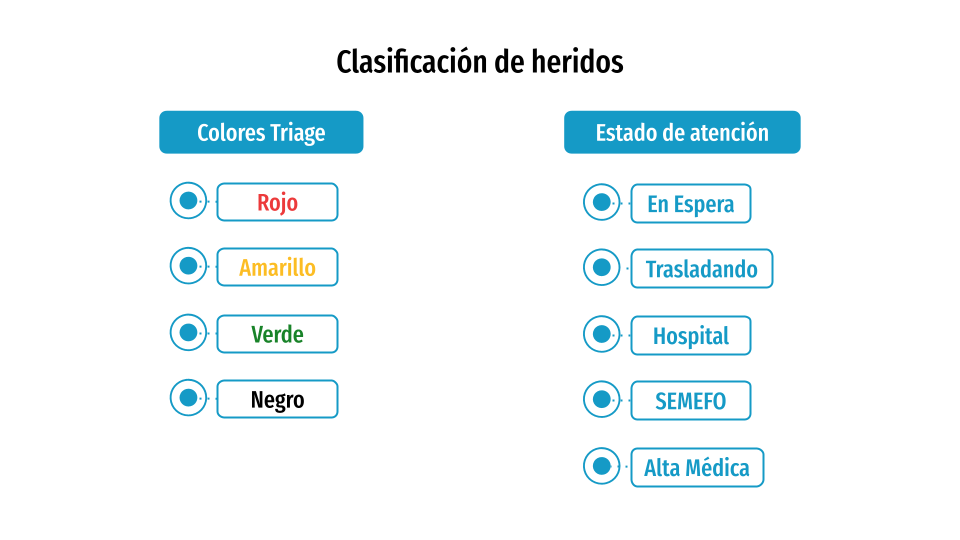 Clasificación de heridos
Colores Triage
Rojo
Amarillo
Verde
Negro
Estado de atención
En Espera
Trasladando
Hospital
SEMEFO
Alta Médica